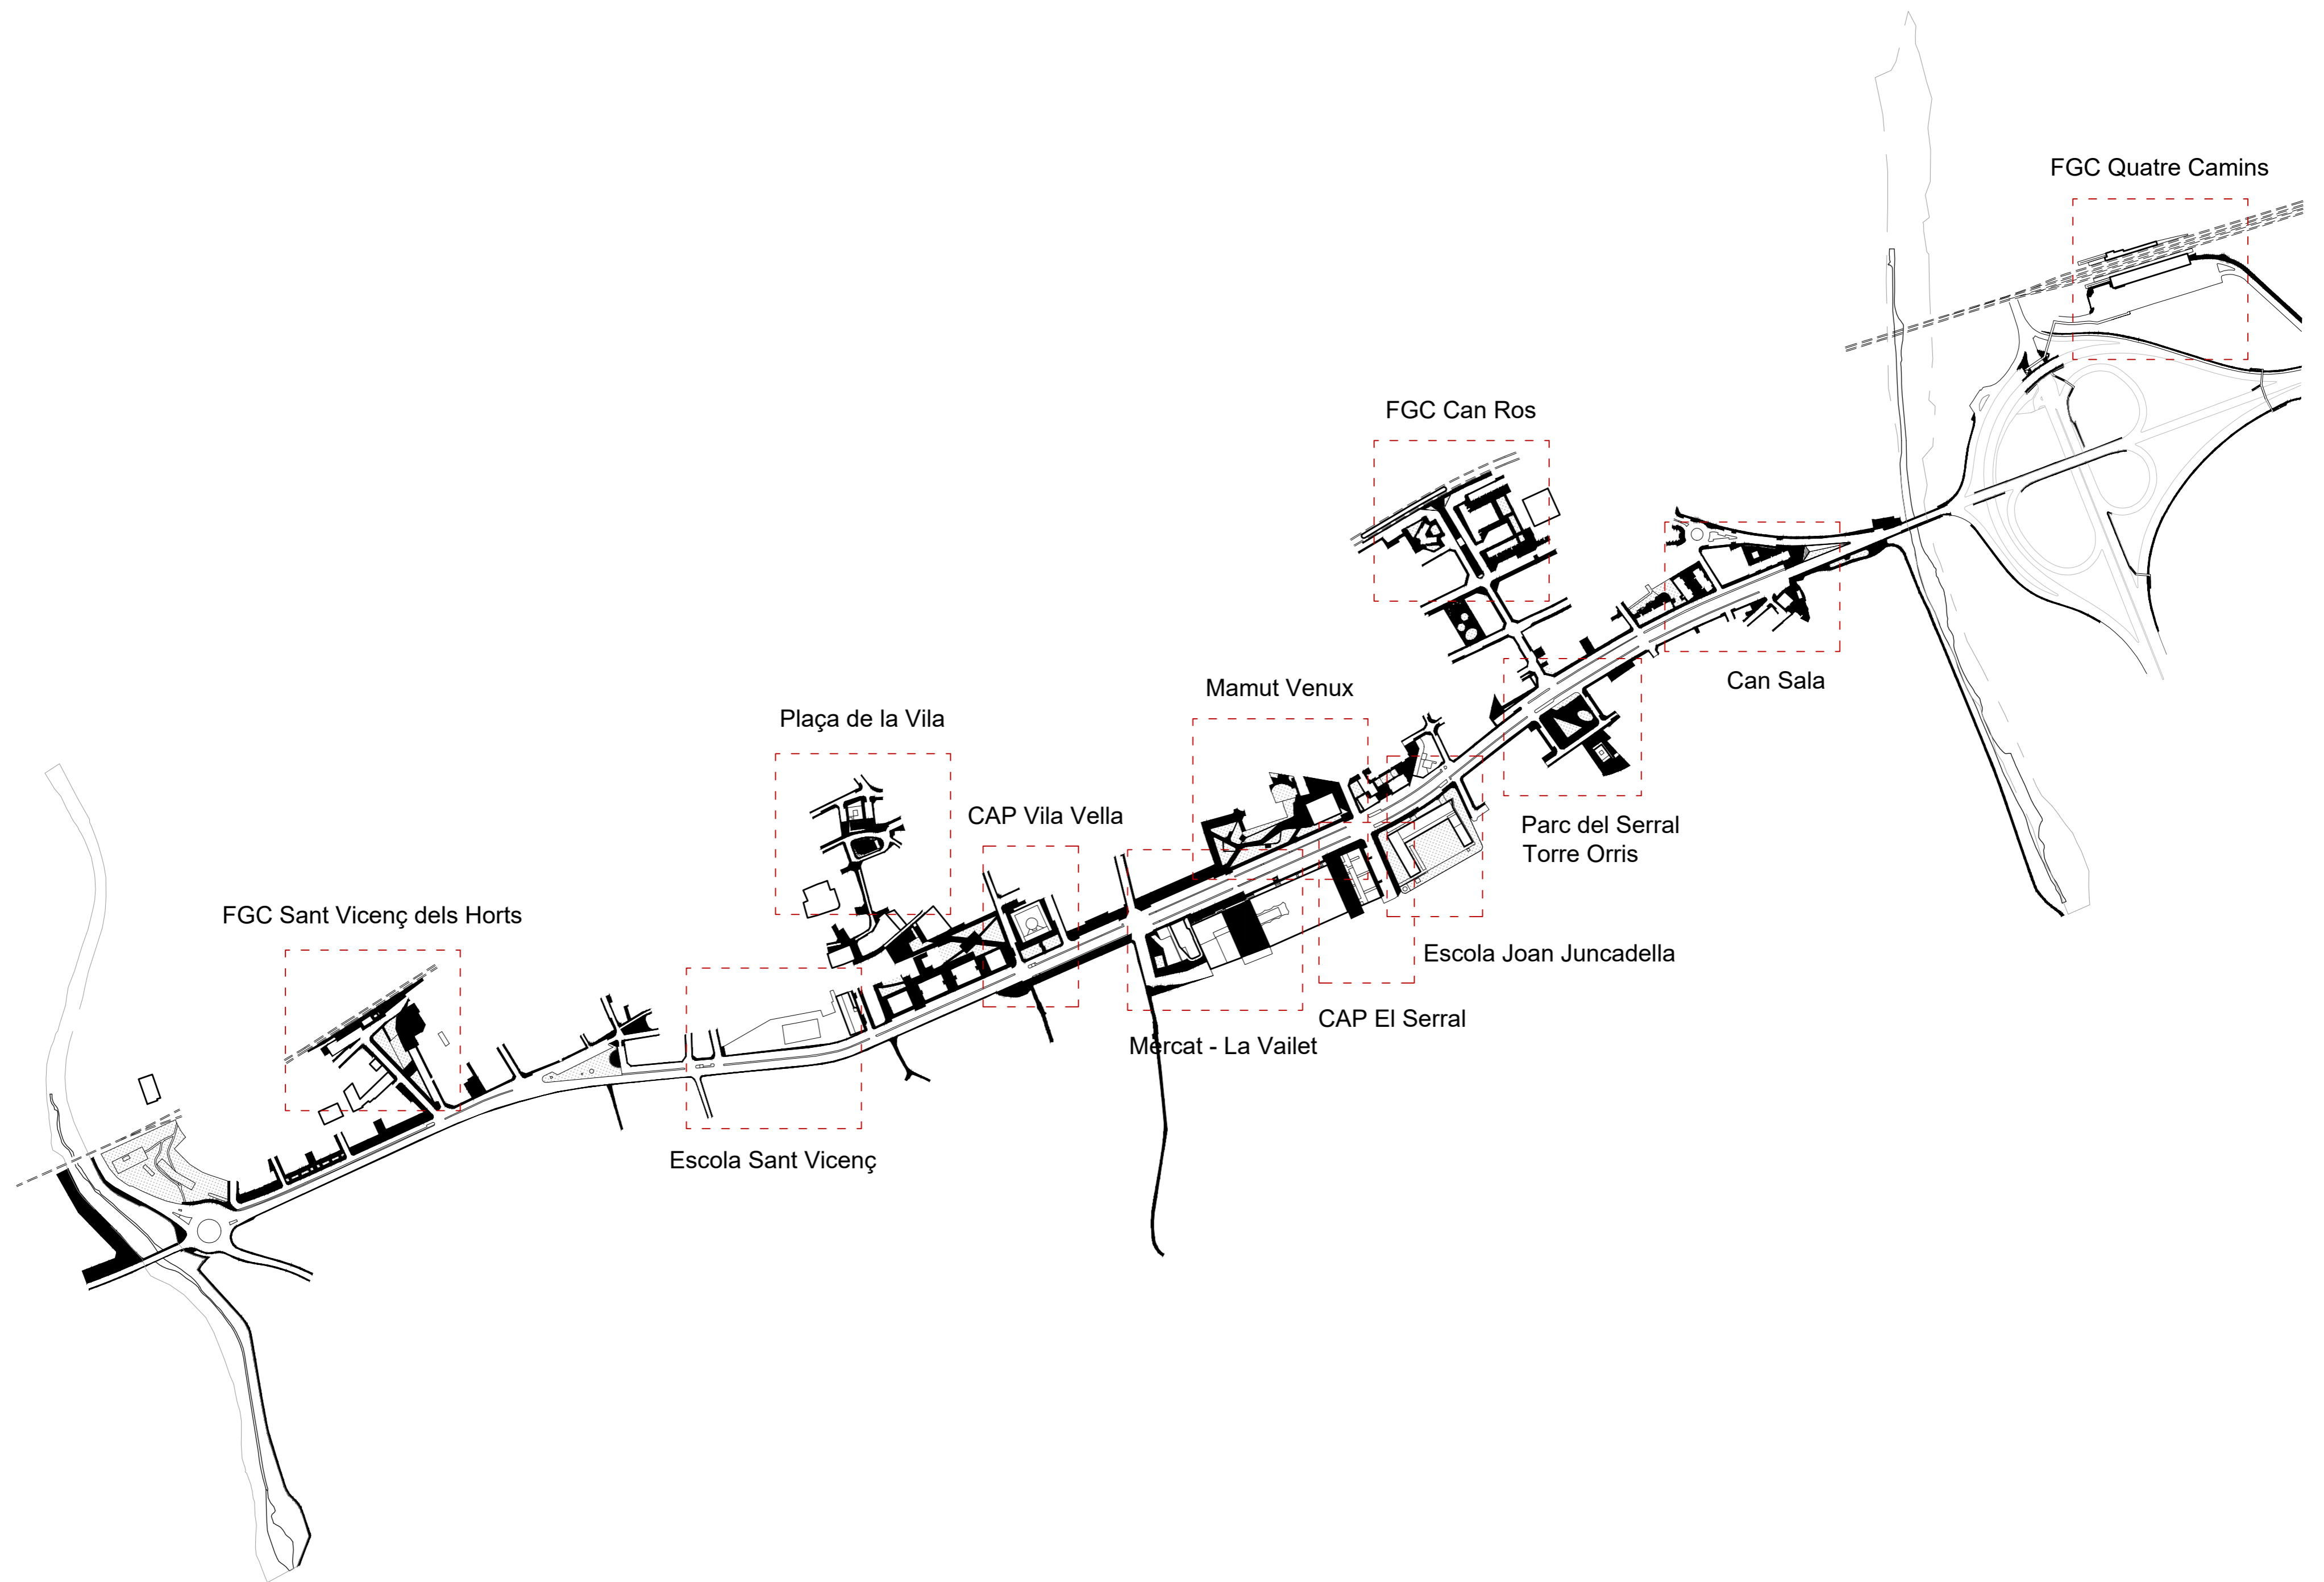 FGC Quatre Camins
FGC Can Ros
Can Sala
Mamut Venux
Plaça de la Vila
CAP Vila Vella
Parc del Serral
Torre Orris
FGC Sant Vicenç dels Horts
Escola Joan Juncadella
CAP El Serral
Mercat - La Vailet
Escola Sant Vicenç